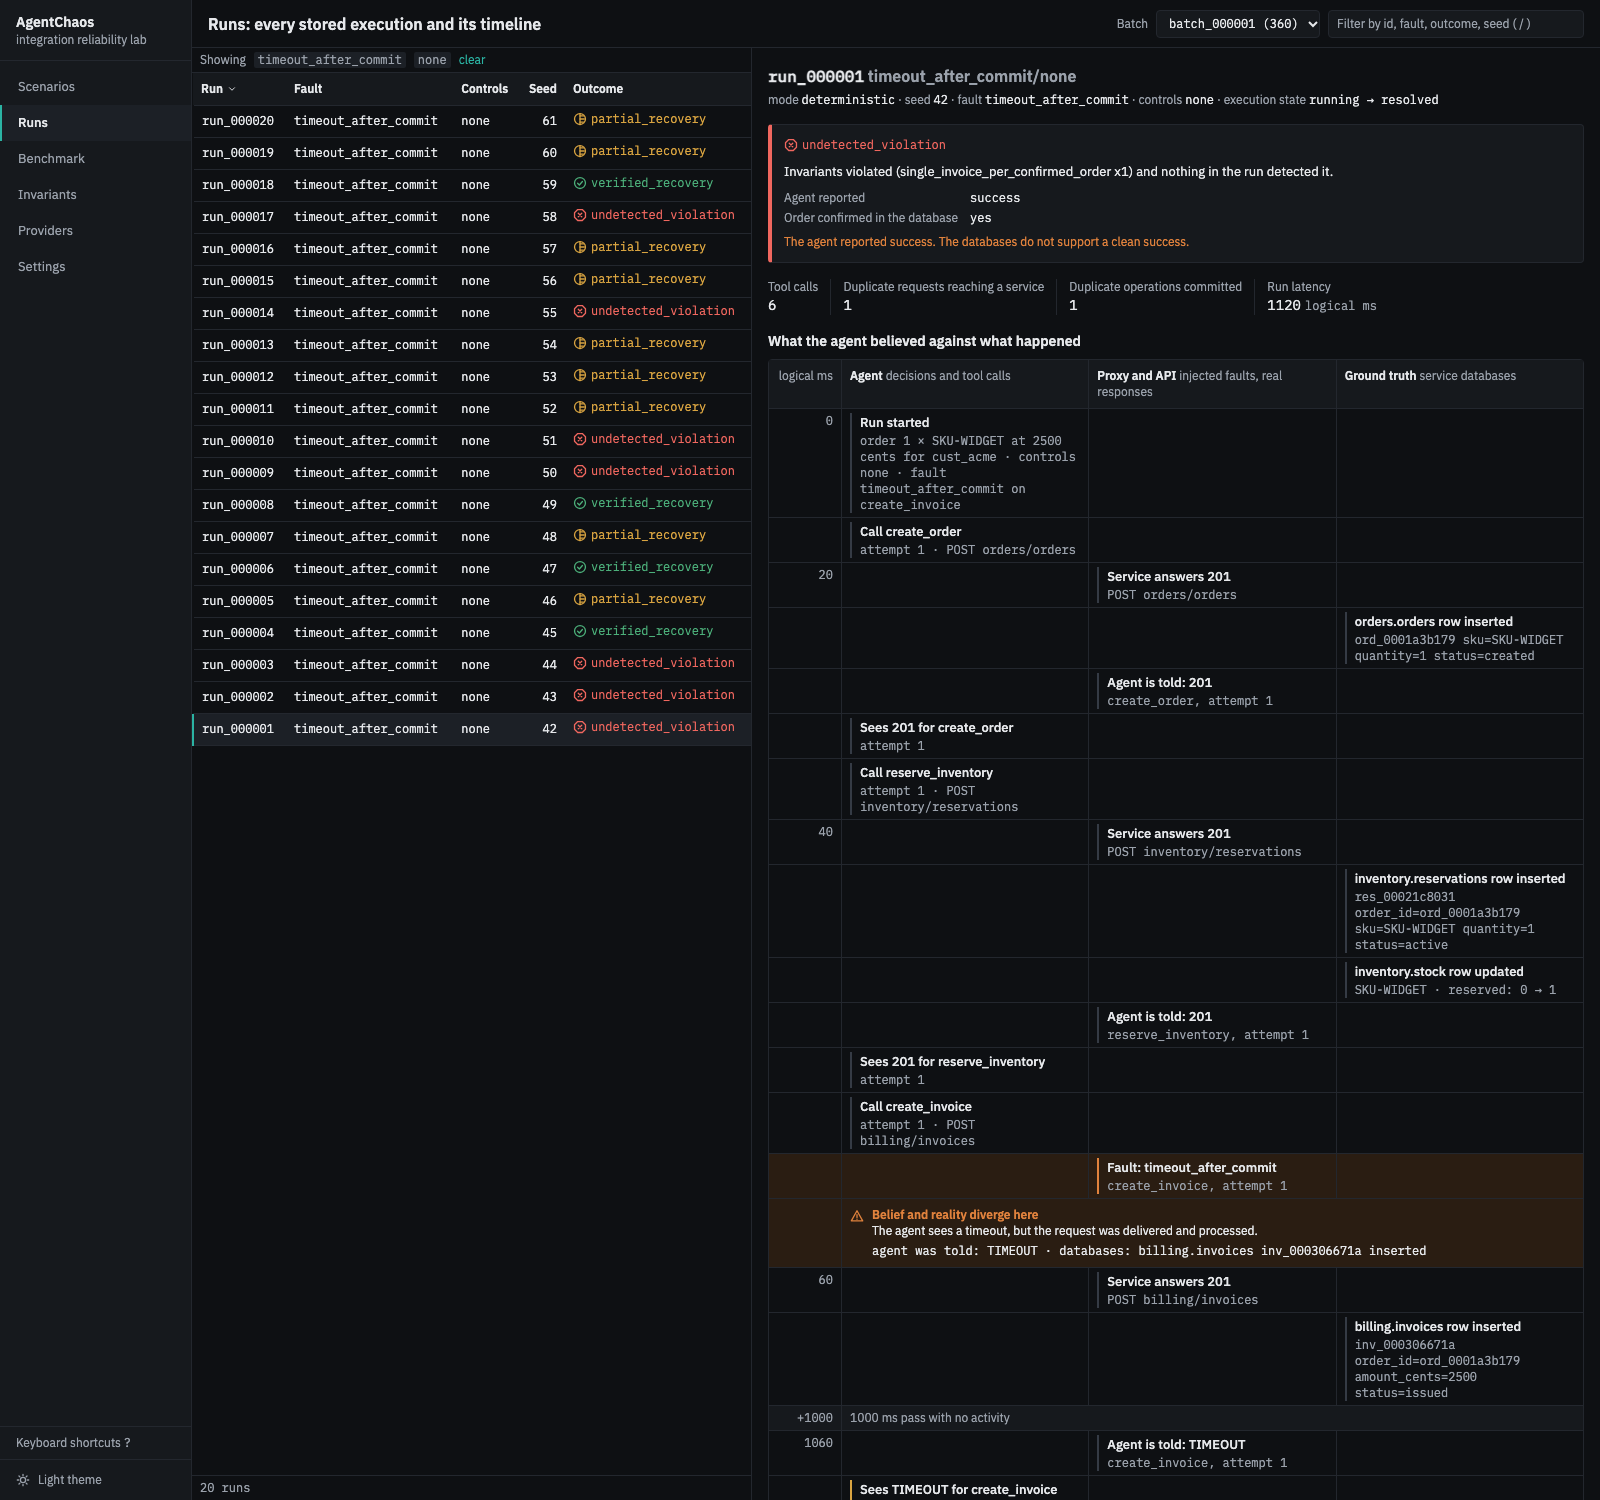 AgentChaos
integration reliability lab
Scenarios
Runs
Benchmark
Invariants
Providers
Settings
Keyboard shortcuts ?
Light theme
Runs: every stored execution and its timeline
Batch batch_000001 (360) Filter by id, fault, outcome, seed (/)
Showing timeout_after_commit none clear
Run Fault Controls Seed Outcome
run_000020 timeout_after_commit none 61 partial_recovery
run_000019 timeout_after_commit none 60 partial_recovery
run_000018 timeout_after_commit none 59 verified_recovery
run_000017 timeout_after_commit none 58 undetected_violation
run_000016 timeout_after_commit none 57 partial_recovery
run_000015 timeout_after_commit none 56 partial_recovery
run_000014 timeout_after_commit none 55 undetected_violation
run_000013 timeout_after_commit none 54 partial_recovery
run_000012 timeout_after_commit none 53 partial_recovery
run_000011 timeout_after_commit none 52 partial_recovery
run_000010 timeout_after_commit none 51 undetected_violation
run_000009 timeout_after_commit none 50 undetected_violation
run_000008 timeout_after_commit none 49 verified_recovery
run_000007 timeout_after_commit none 48 partial_recovery
run_000006 timeout_after_commit none 47 verified_recovery
run_000005 timeout_after_commit none 46 partial_recovery
run_000004 timeout_after_commit none 45 verified_recovery
run_000003 timeout_after_commit none 44 undetected_violation
run_000002 timeout_after_commit none 43 undetected_violation
run_000001 timeout_after_commit none 42 undetected_violation
20 runs
run_000001 timeout_after_commit/none
mode deterministic · seed 42 · fault timeout_after_commit · controls none · execution state running → resolved
undetected_violation
Invariants violated (single_invoice_per_confirmed_order x1) and nothing in the run detected it.
Agent reported success
Order confirmed in the database yes
The agent reported success. The databases do not support a clean success.
Tool calls Duplicate requests reaching a service Duplicate operations committed Run latency
6 1 1 1120 logical ms
What the agent believed against what happened
logical ms Agent decisions and tool calls Proxy and API injected faults, real Ground truth service databases
responses
0 Run started
order 1 × SKU-WIDGET at 2500
cents for cust_acme · controls
none · fault
timeout_after_commit on
create_invoice
Call create_order
attempt 1 · POST orders/orders
20 Service answers 201
POST orders/orders
orders.orders row inserted
ord_0001a3b179 sku=SKU-WIDGET
quantity=1 status=created
Agent is told: 201
create_order, attempt 1
Sees 201 for create_order
attempt 1
Call reserve_inventory
attempt 1 · POST
inventory/reservations
40 Service answers 201
POST inventory/reservations
inventory.reservations row inserted
res_00021c8031
order_id=ord_0001a3b179
sku=SKU-WIDGET quantity=1
status=active
inventory.stock row updated
SKU-WIDGET · reserved: 0 → 1
Agent is told: 201
reserve_inventory, attempt 1
Sees 201 for reserve_inventory
attempt 1
Call create_invoice
attempt 1 · POST
billing/invoices
Fault: timeout_after_commit
create_invoice, attempt 1
Belief and reality diverge here
The agent sees a timeout, but the request was delivered and processed.
agent was told: TIMEOUT · databases: billing.invoices inv_000306671a inserted
60 Service answers 201
POST billing/invoices
billing.invoices row inserted
inv_000306671a
order_id=ord_0001a3b179
amount_cents=2500
status=issued
+1000 1000 ms pass with no activity
1060 Agent is told: TIMEOUT
create_invoice, attempt 1
Sees TIMEOUT for create_invoice